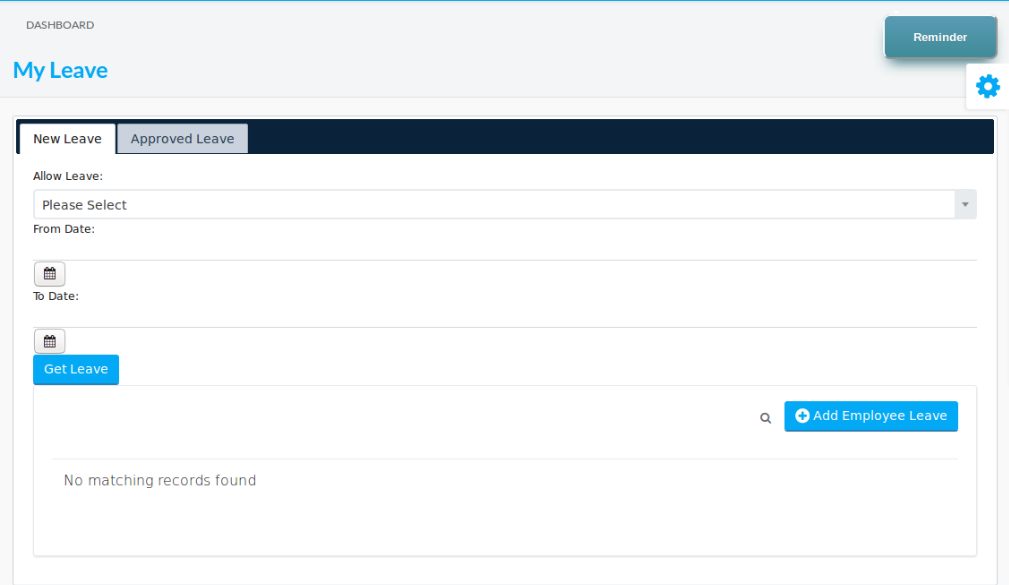 DASHBOARD
Reminder
My Leave
New Leave
Approved Leave
Allow Leave:
Please Select
From Date:
To Date:
Get Leave
Add Employee Leave
No matching records found